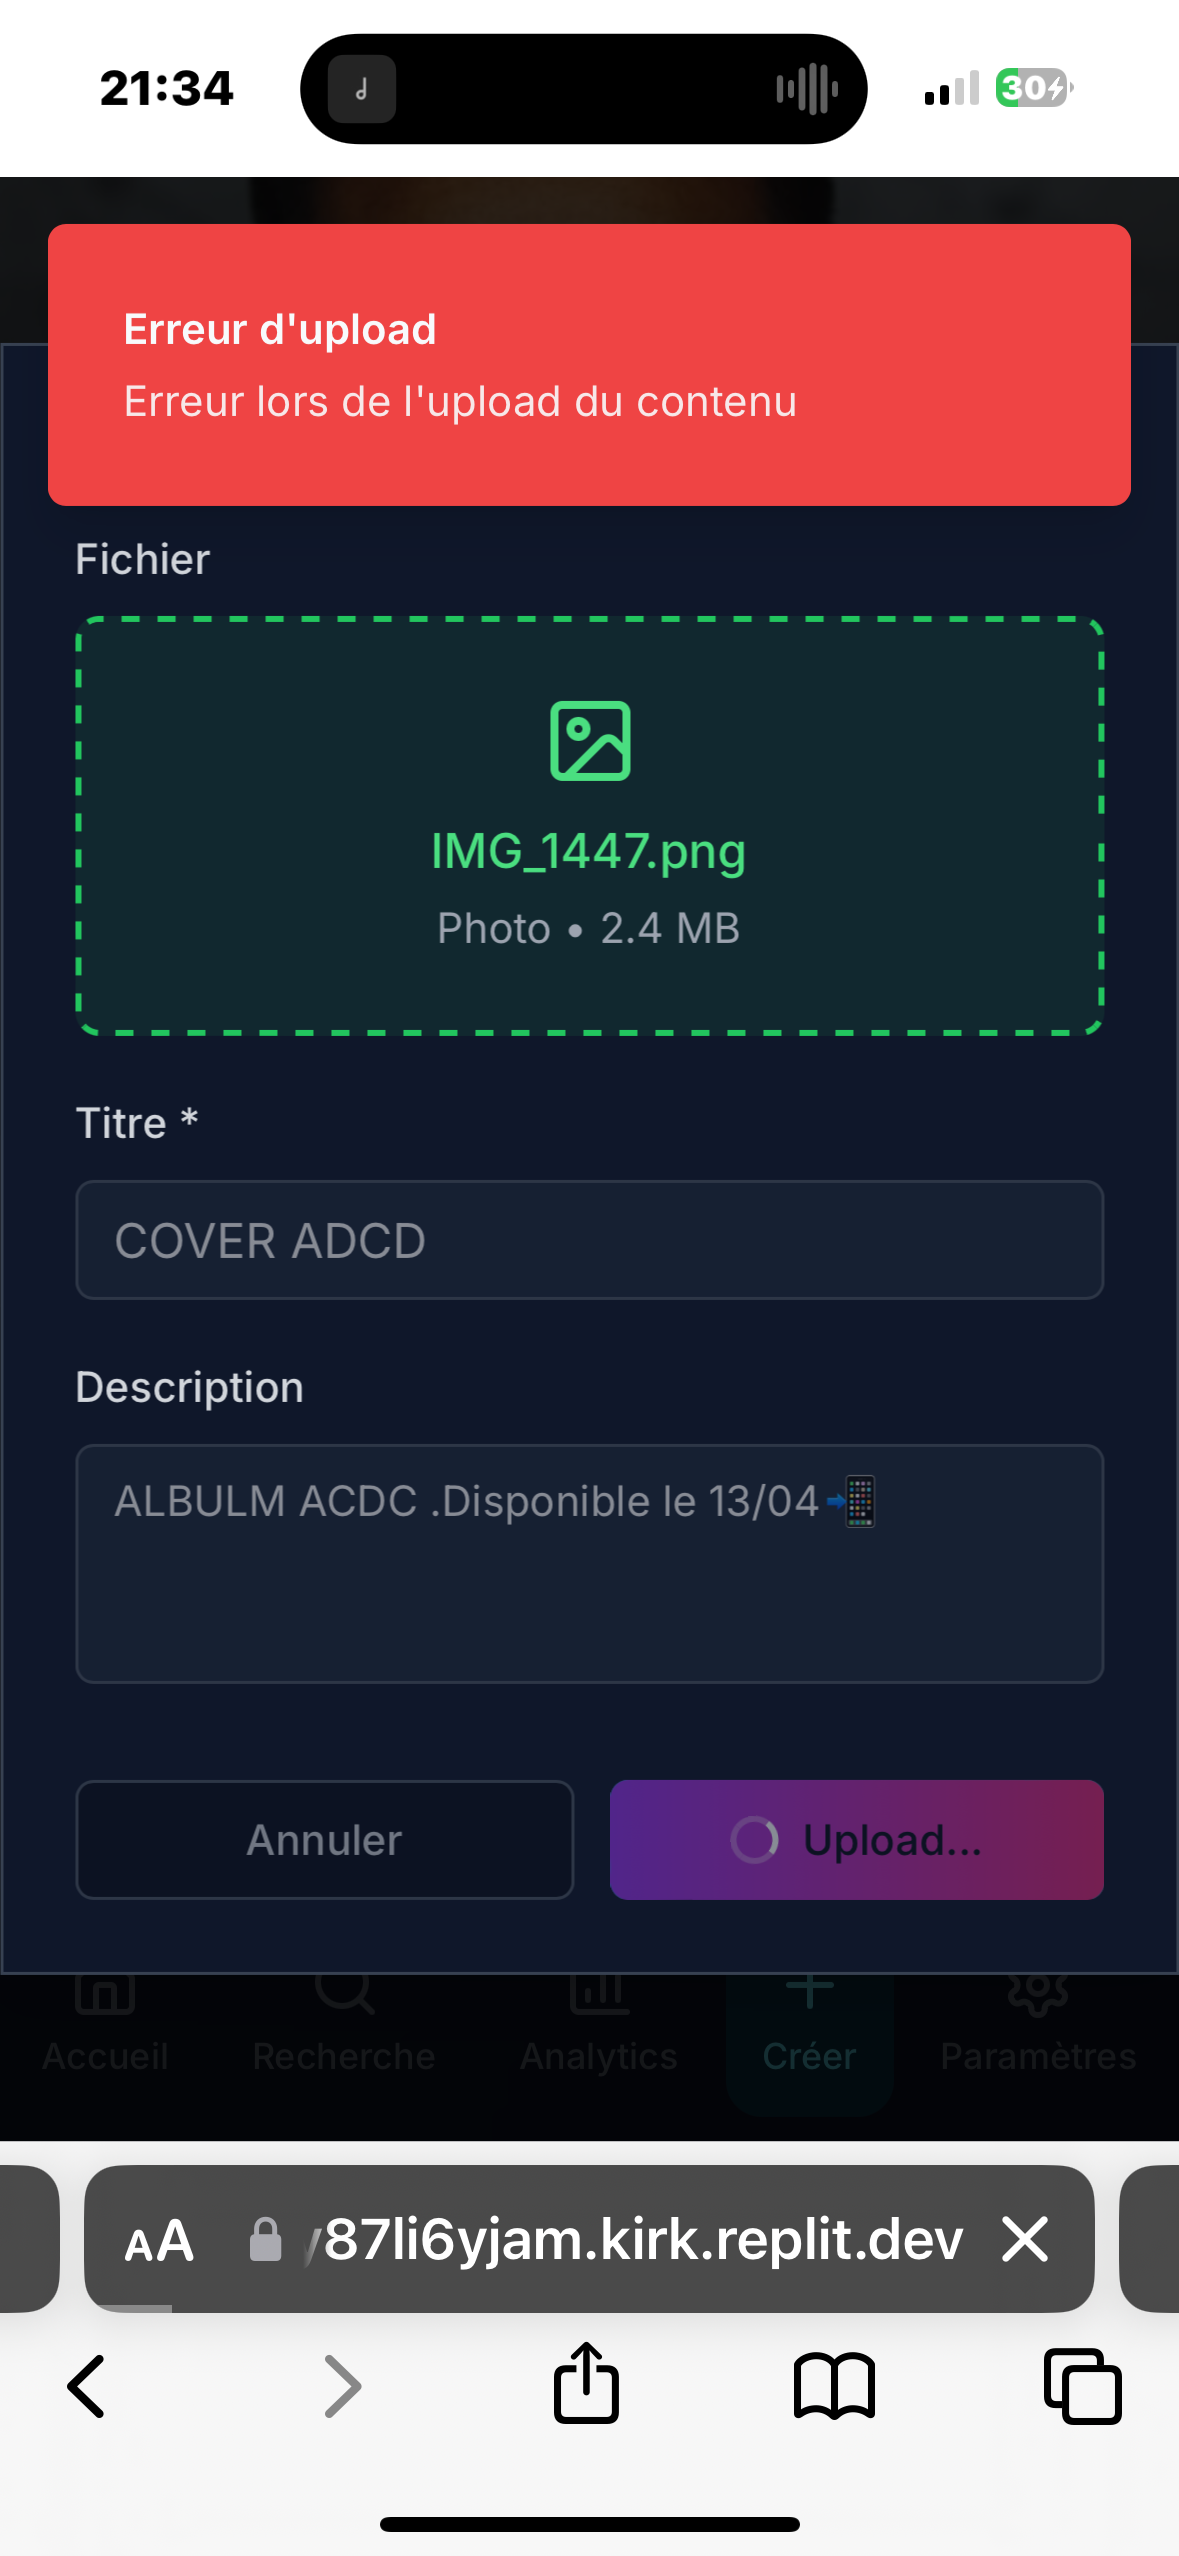 21:34
30
Erreur d'upload
Erreur lors de l'upload du contenu
Fichier
IMG_1447.png
Photo • 2.4 MB
Titre *
COVER ADCD
Description
ALBULM ACDC .Disponible le 13/04📲
Annuler
Upload...
Accueil
Recherche
Analytics
Créer
Paramètres
AA
y87li6yjam.kirk.replit.dev